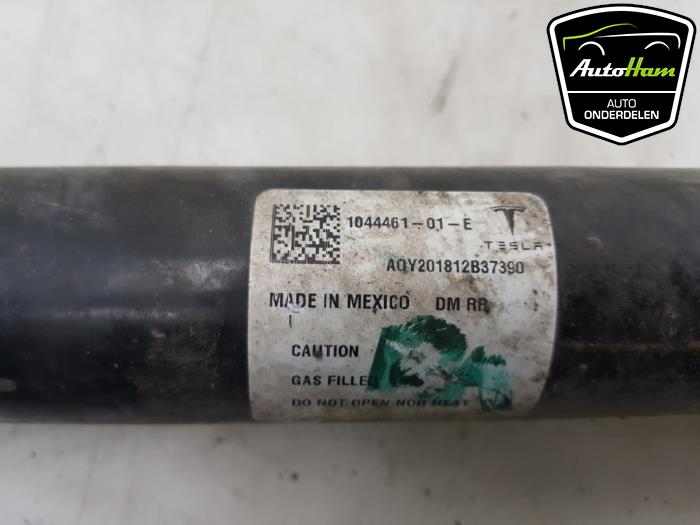 AutoHam
AUTO
ONDERDELEN
1044461-01-E
TESLA
AQY201812B37390
MADE IN MEXICO DM RR
CAUTION
GAS FILLED
DO NOT OPEN NOR HEAT